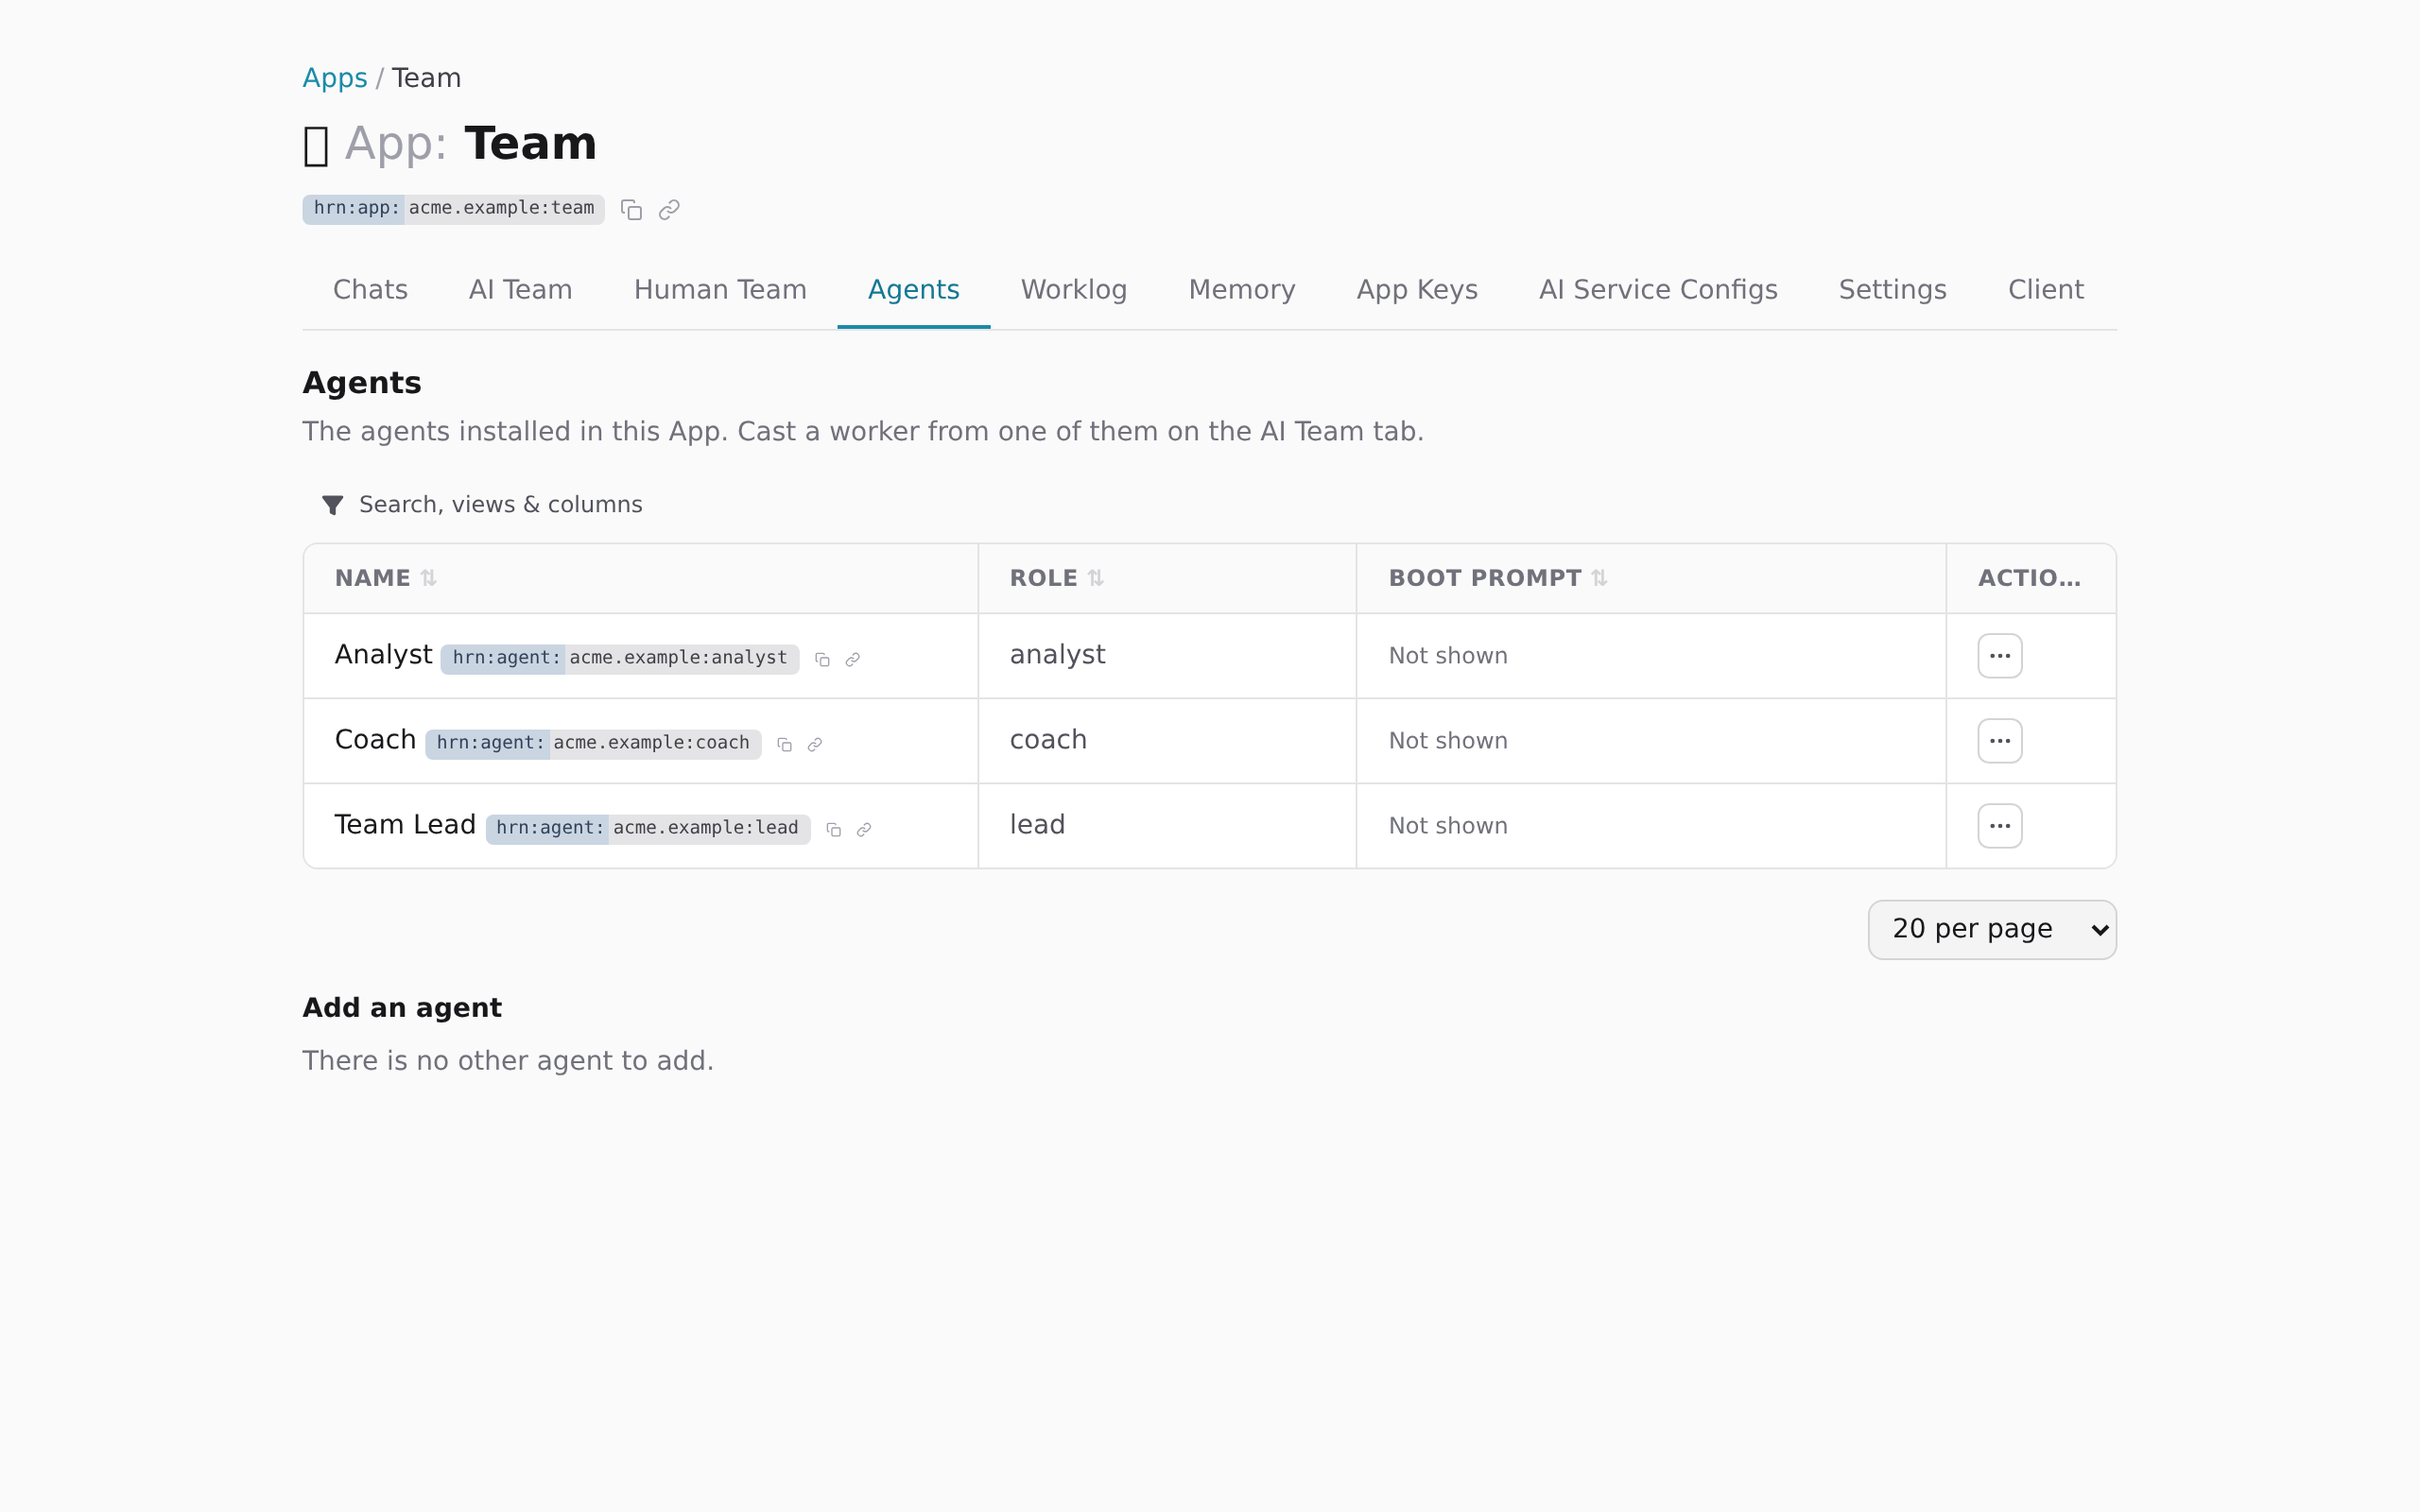 Apps / Team
App: Team
hrn:app: acme.example:team
Chats AI Team Human Team Agents Worklog Memory App Keys AI Service Configs Settings Client
Agents
The agents installed in this App. Cast a worker from one of them on the AI Team tab.
Search, views & columns
NAME ⇅ ROLE ⇅ BOOT PROMPT ⇅ ACTIO…
Analyst hrn:agent: acme.example:analyst analyst Not shown
Coach hrn:agent: acme.example:coach coach Not shown
Team Lead hrn:agent: acme.example:lead lead Not shown
20 per page
Add an agent
There is no other agent to add.